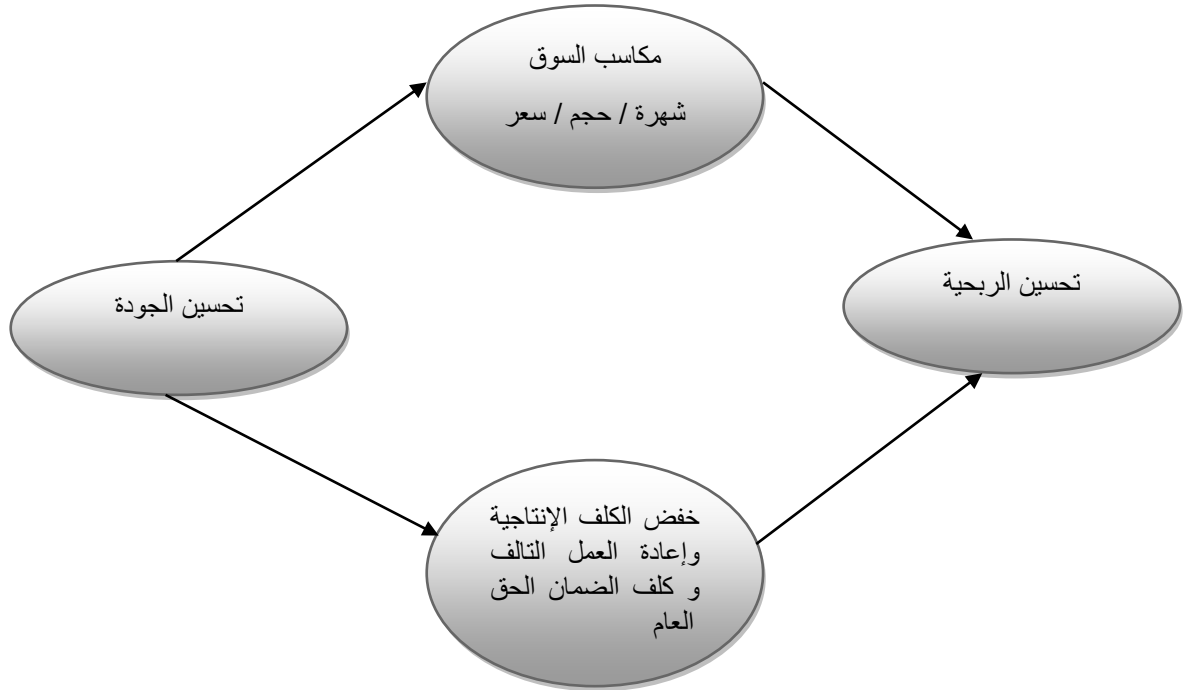 مكاسب السوق
شهرة / حجم / سعر
تحسين الربحية
تحسين الجودة
خفض الكلف الإنتاجية
وإعادة العمل التالف
و كلف الضمان الحق
العام